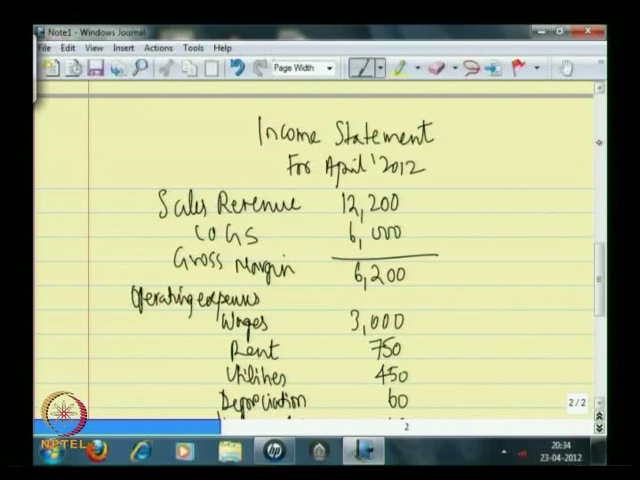 Note1 - Windows Journal
File Edit View Insert Actions Tools Help
Page Width
Income Statement
For April' 2012
Sales Revenue 12,200
COGS 6,000
Gross Margin 6,200
Operating expenses
Wages 3,000
Rent 750
Utilities 450
Depreciation 60
2/2
2
NPTEL
hp
20:34
23-04-2012